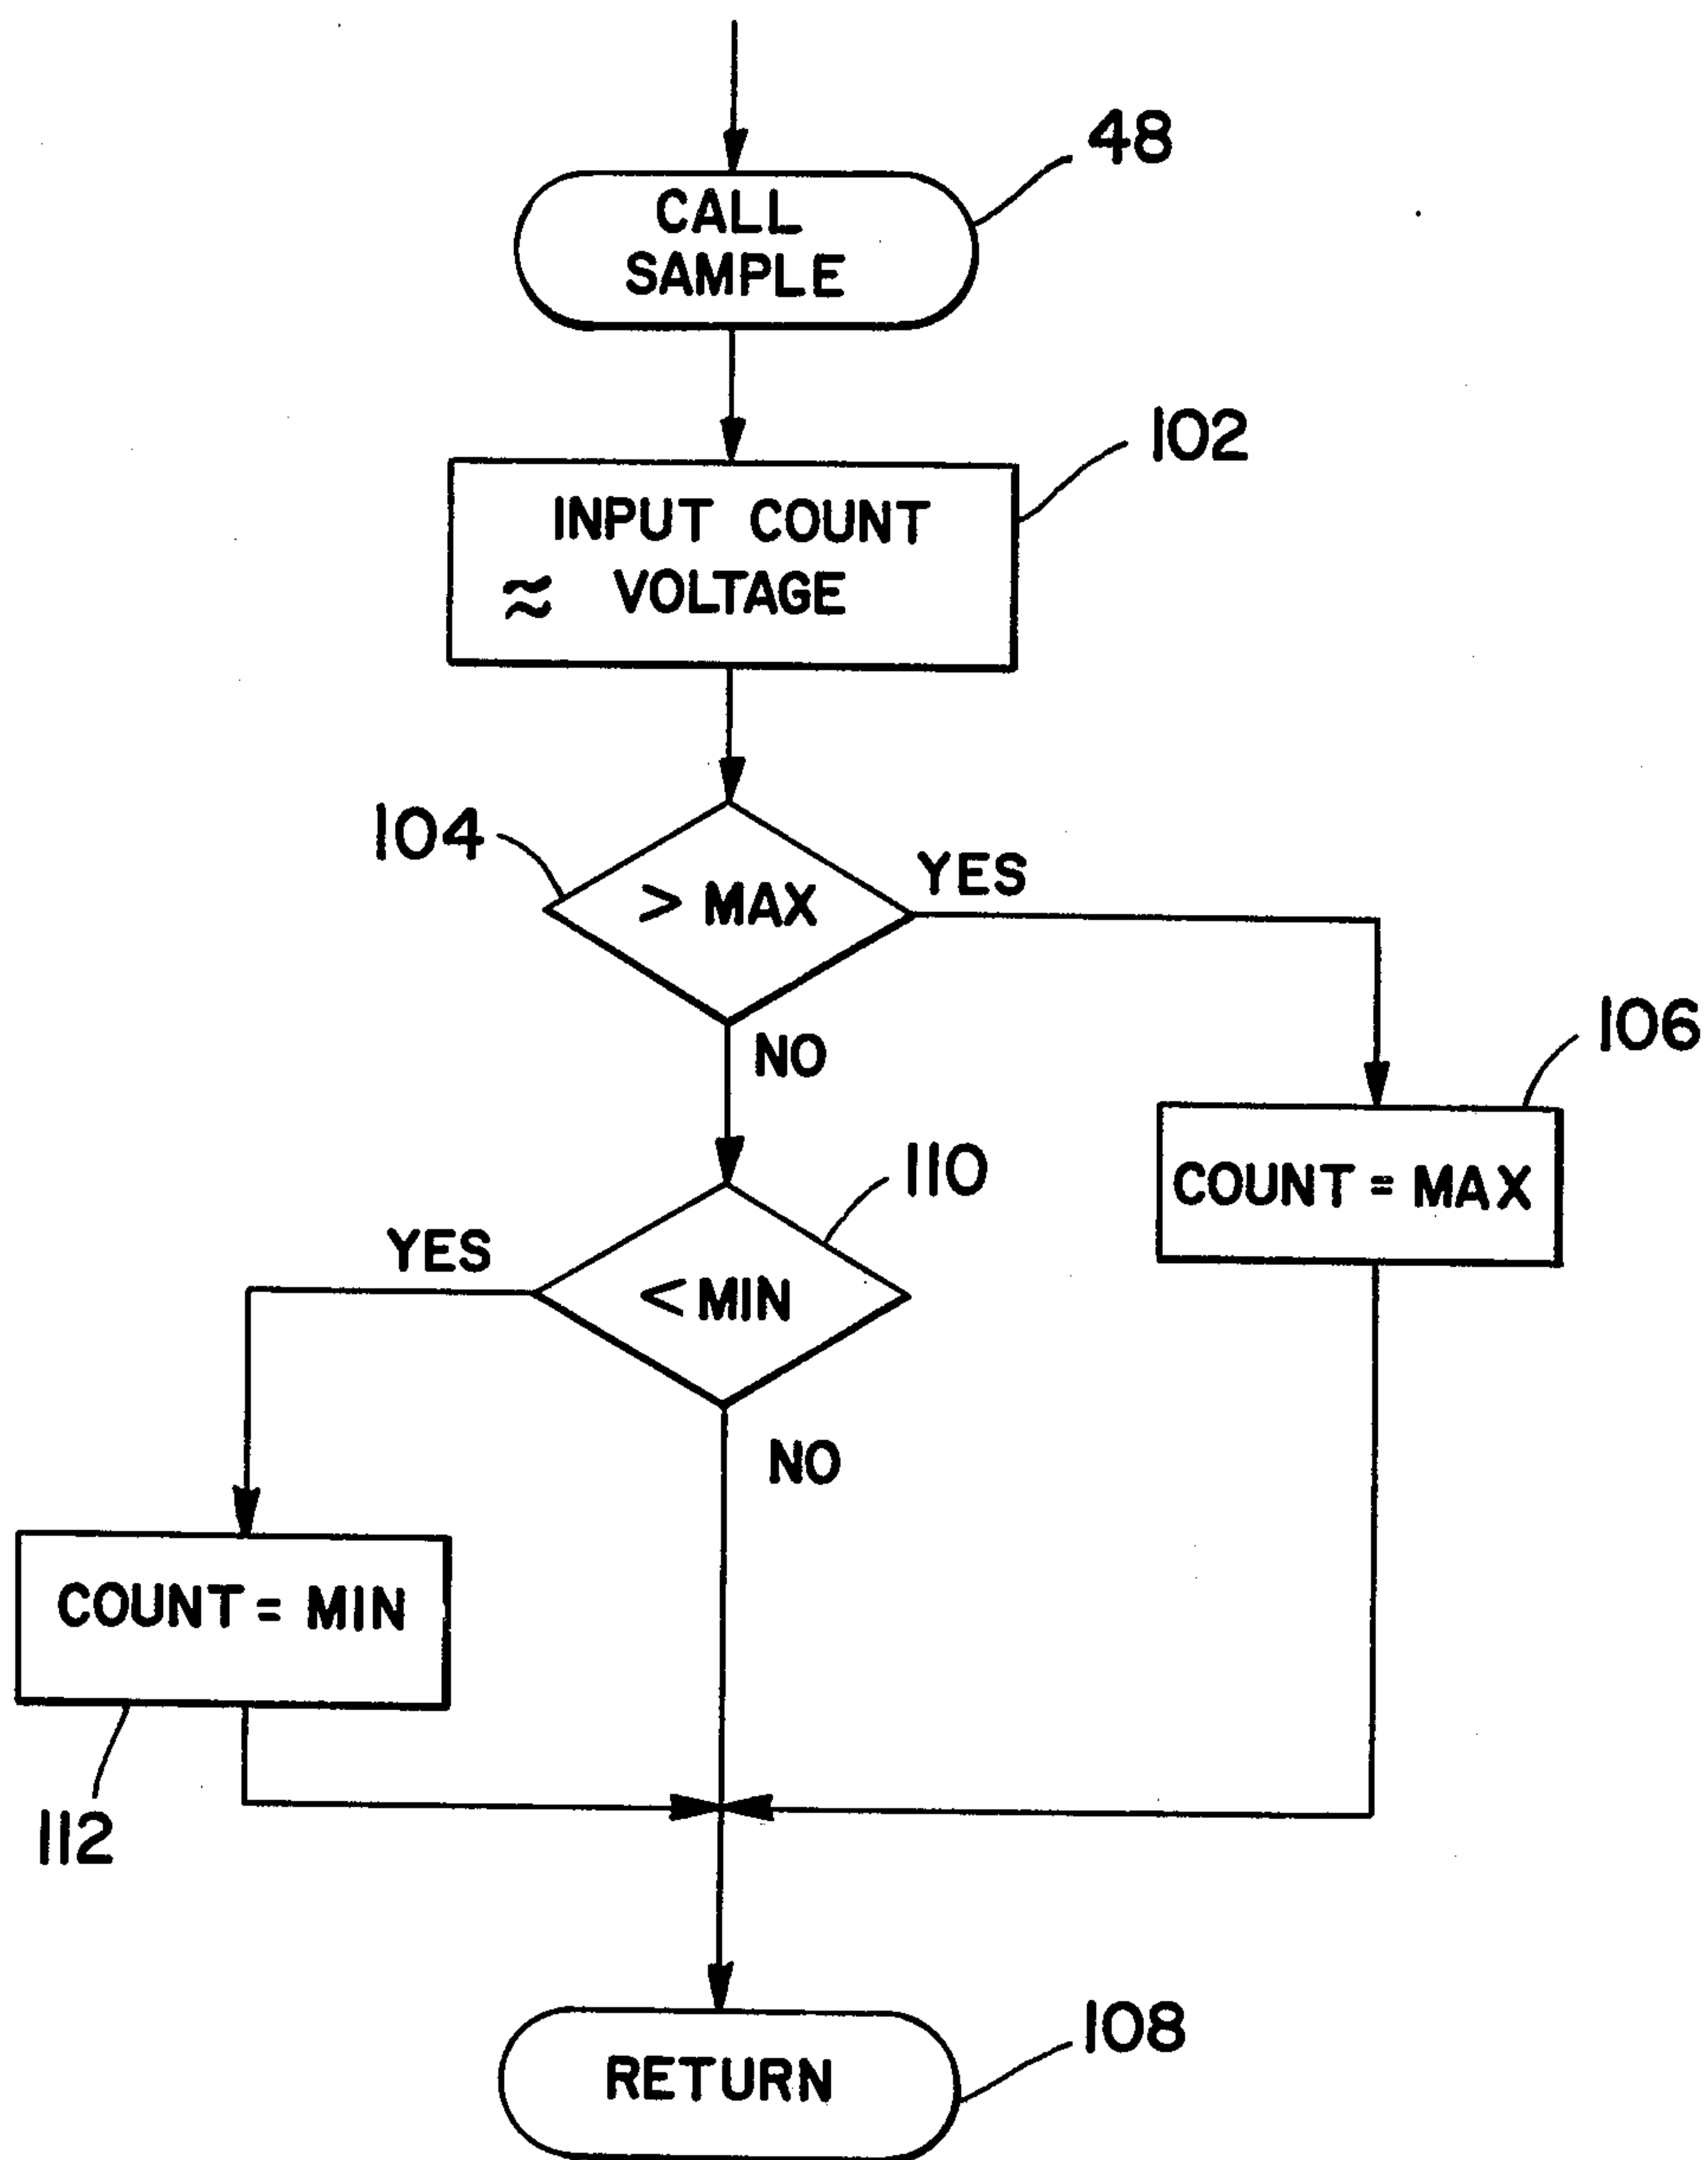 48
CALL
SAMPLE
102
INPUT COUNT
≈ VOLTAGE
104
> MAX
YES
NO
106
COUNT = MAX
110
YES
< MIN
NO
COUNT = MIN
112
108
RETURN